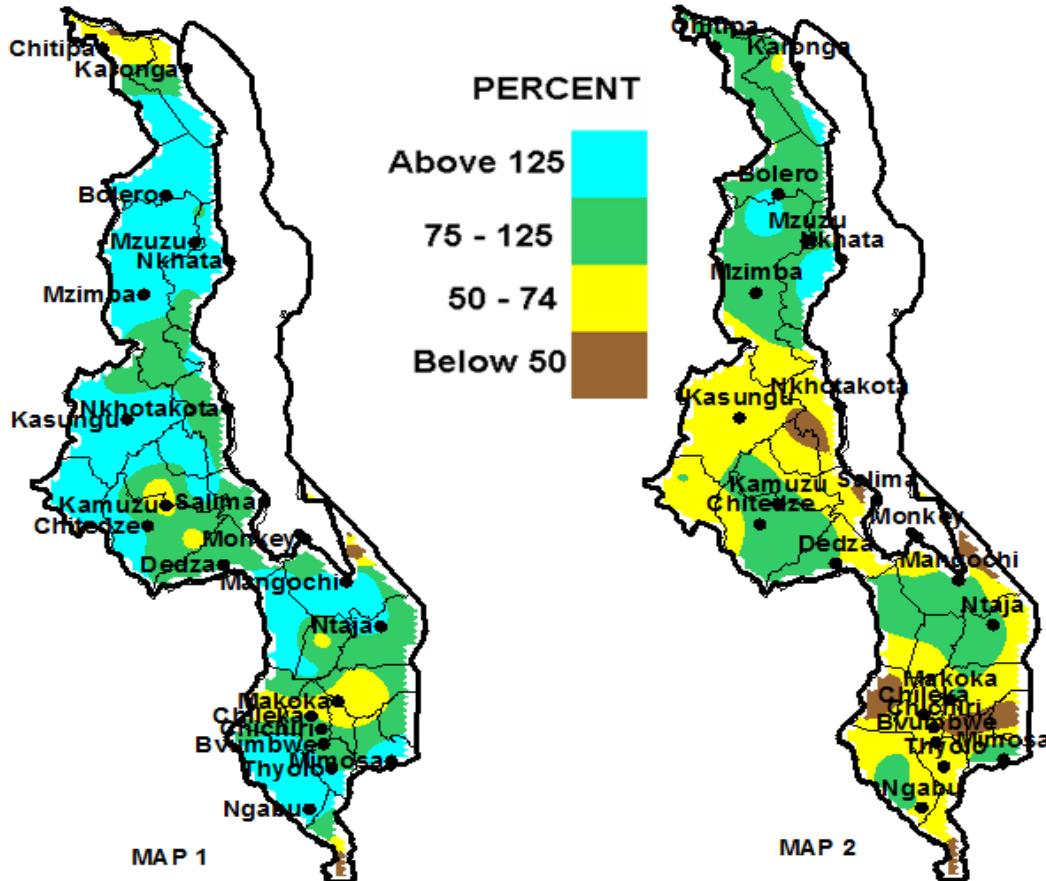 Chitipa
Karonga
Bolero
Mzuzu
Nkhata
Mzimba
Nkhotakota
Kasungu
Kamuzu
Salima
Chitedze
Monkey
Dedza
Mangochi
Ntaja
Makoka
Chileka
Chichiri
Bvumbwe
Mimosa
Thyolo
Ngabu
MAP 1
PERCENT
Above 125
75 - 125
50 - 74
Below 50
Chitipa
Karonga
Bolero
Mzuzu
Nkhata
Mzimba
Nkhotakota
Kasungu
Salima
Kamuzu
Chitedze
Monkey
Dedza
Mangochi
Ntaja
Makoka
Chileka
Chichiri
Bvumbwe
Mimosa
Thyolo
Ngabu
MAP 2